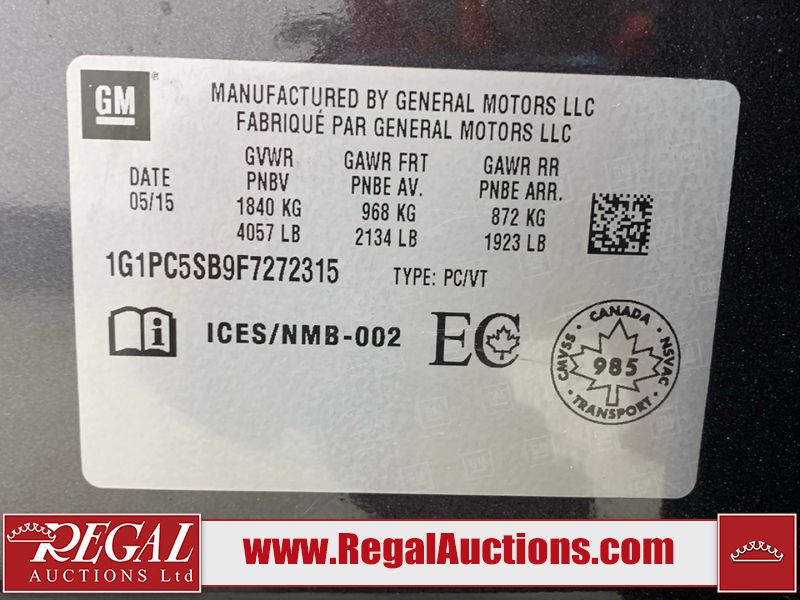 GM
MANUFACTURED BY GENERAL MOTORS LLC
FABRIQUÉ PAR GENERAL MOTORS LLC
DATE
05/15
GVWR
PNBV
1840 KG
4057 LB
GAWR FRT
PNBE AV.
968 KG
2134 LB
GAWR RR
PNBE ARR.
872 KG
1923 LB
1G1PC5SB9F7272315 TYPE: PC/VT
ICES/NMB-002 EC
CANADA
CMVSS 985 NSVAC
TRANSPORT
REGAL
AUCTIONS Ltd
www.RegalAuctions.com